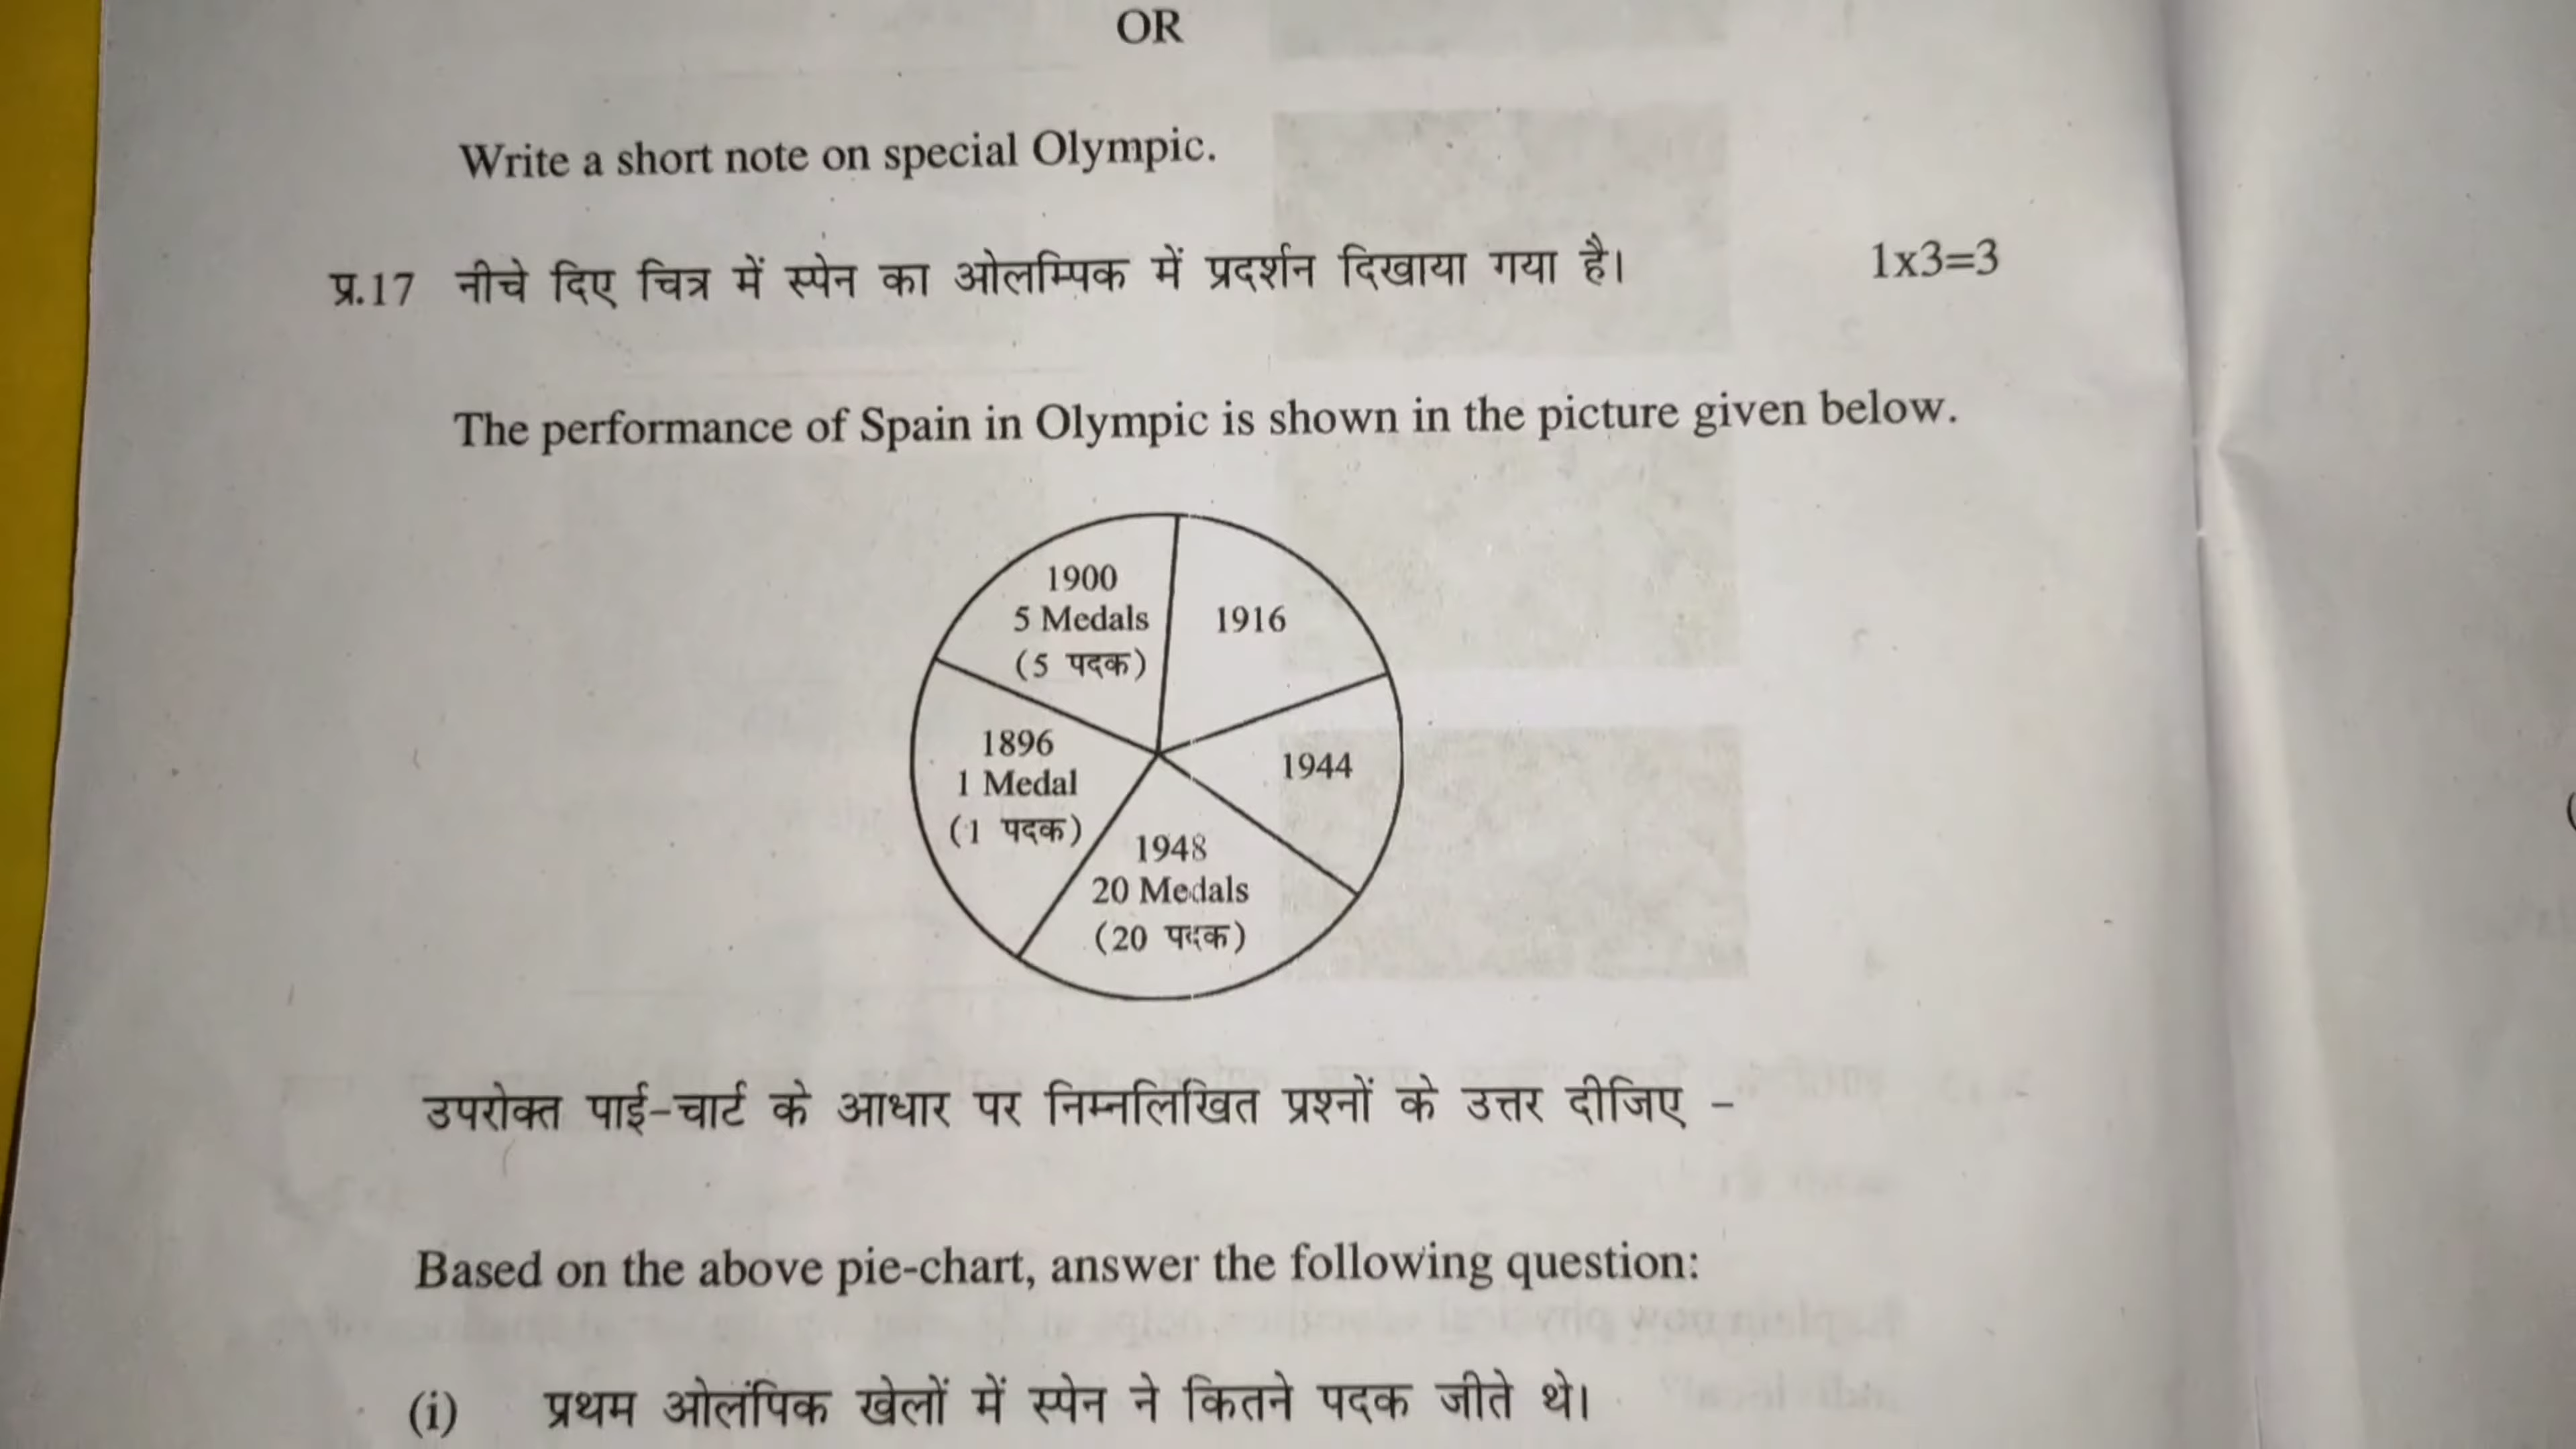 OR
Write a short note on special Olympic.
प्र.17 नीचे दिए चित्र में स्पेन का ओलम्पिक में प्रदर्शन दिखाया गया है। 1x3=3
The performance of Spain in Olympic is shown in the picture given below.
1900
5 Medals
(5 पदक)
1916
1896
1 Medal
(1 पदक)
1944
1948
20 Medals
(20 पदक)
उपरोक्त पाई-चार्ट के आधार पर निम्नलिखित प्रश्नों के उत्तर दीजिए –
Based on the above pie-chart, answer the following question:
(i) प्रथम ओलंपिक खेलों में स्पेन ने कितने पदक जीते थे।